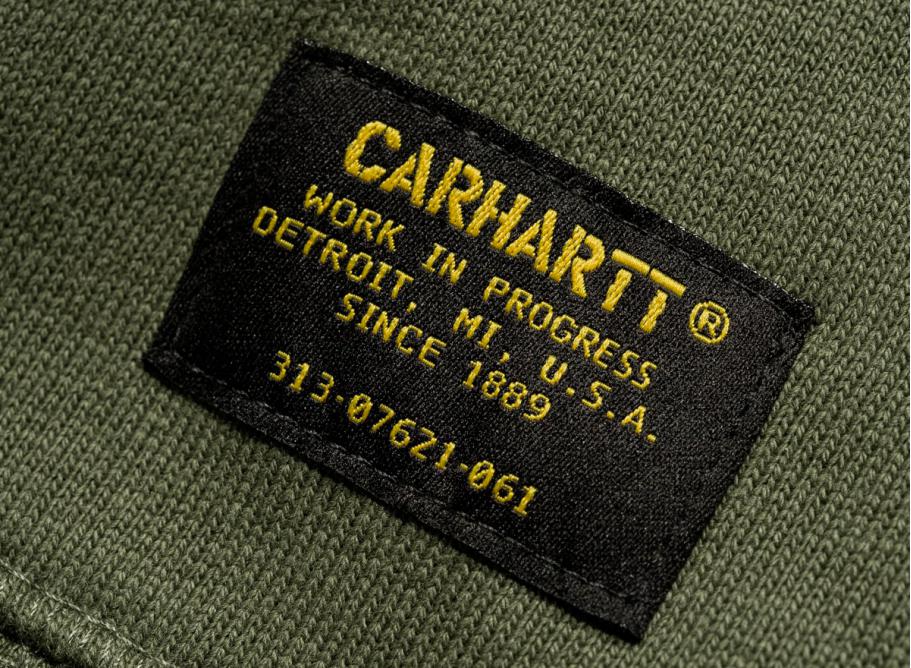 CARHARTT®
WORK IN PROGRESS
DETROIT, MI, U.S.A.
SINCE 1889
313-07621-061